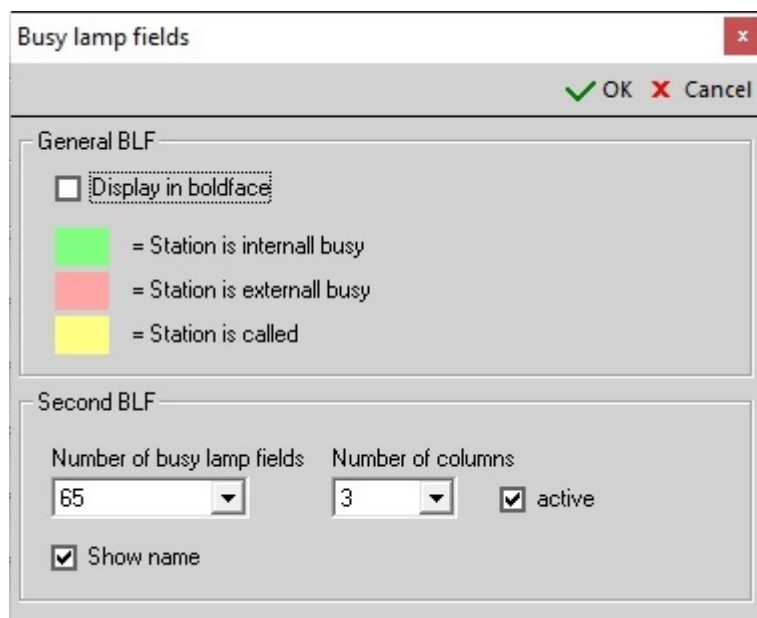 Busy lamp fields
OK Cancel
General BLF
Display in boldface
= Station is internall busy
= Station is externall busy
= Station is called
Second BLF
Number of busy lamp fields Number of columns
65 3 active
Show name